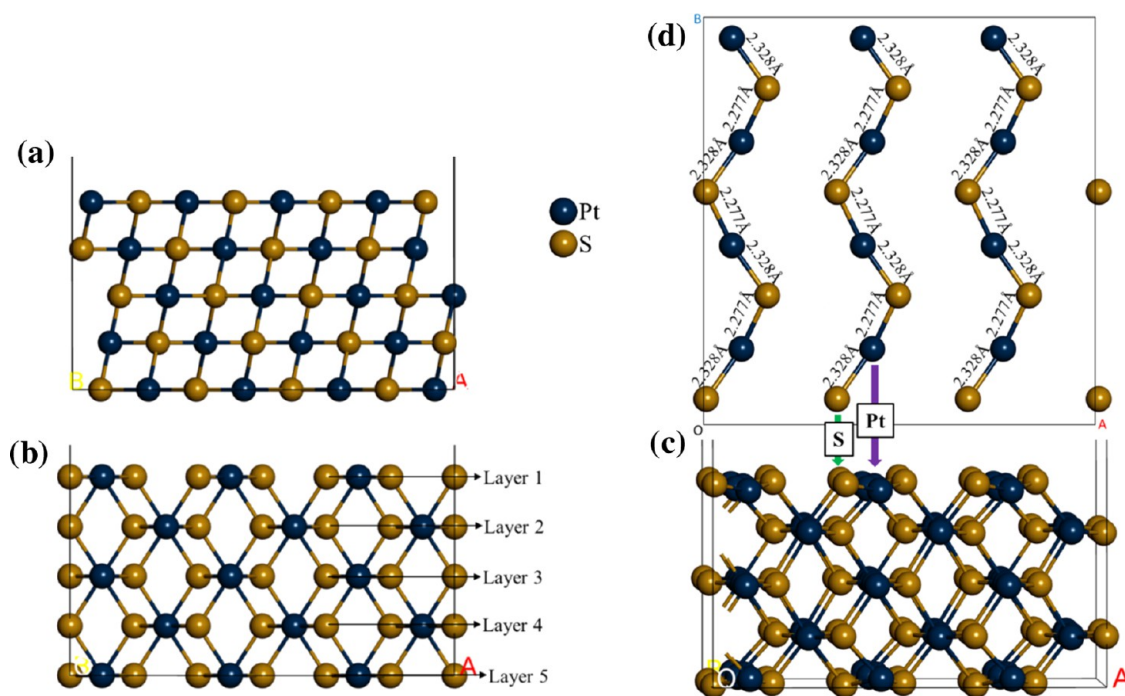 (a)
B
A
Pt
S
(b)
Layer 1
Layer 2
Layer 3
Layer 4
Layer 5
B
A
(d)
B
2.328Å 2.328Å 2.328Å
2.277Å 2.277Å 2.277Å
2.328Å 2.328Å 2.328Å
2.277Å 2.277Å 2.277Å
2.328Å 2.328Å 2.328Å
2.277Å 2.277Å 2.277Å
2.328Å 2.328Å 2.328Å
O
A
S
Pt
(c)
O
A